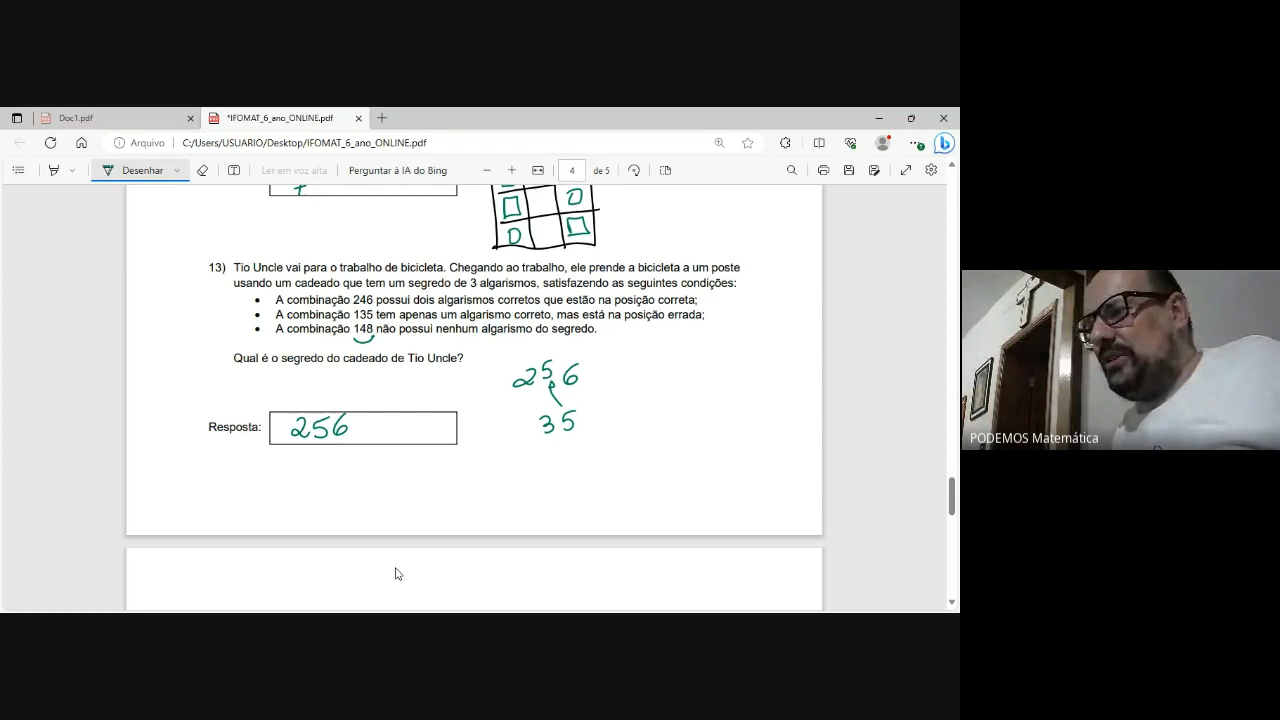 Doc1.pdf
*IFOMAT_6_ano_ONLINE.pdf
Arquivo
C:/Users/USUARIO/Desktop/IFOMAT_6_ano_ONLINE.pdf
Desenhar
Ler em voz alta
Perguntar à IA do Bing
4
de 5
13) Tio Uncle vai para o trabalho de bicicleta. Chegando ao trabalho, ele prende a bicicleta a um poste
usando um cadeado que tem um segredo de 3 algarismos, satisfazendo as seguintes condições:
• A combinação 246 possui dois algarismos corretos que estão na posição correta;
• A combinação 135 tem apenas um algarismo correto, mas está na posição errada;
• A combinação 148 não possui nenhum algarismo do segredo.
Qual é o segredo do cadeado de Tio Uncle?
256
35
Resposta: 256
PODEMOS Matemática